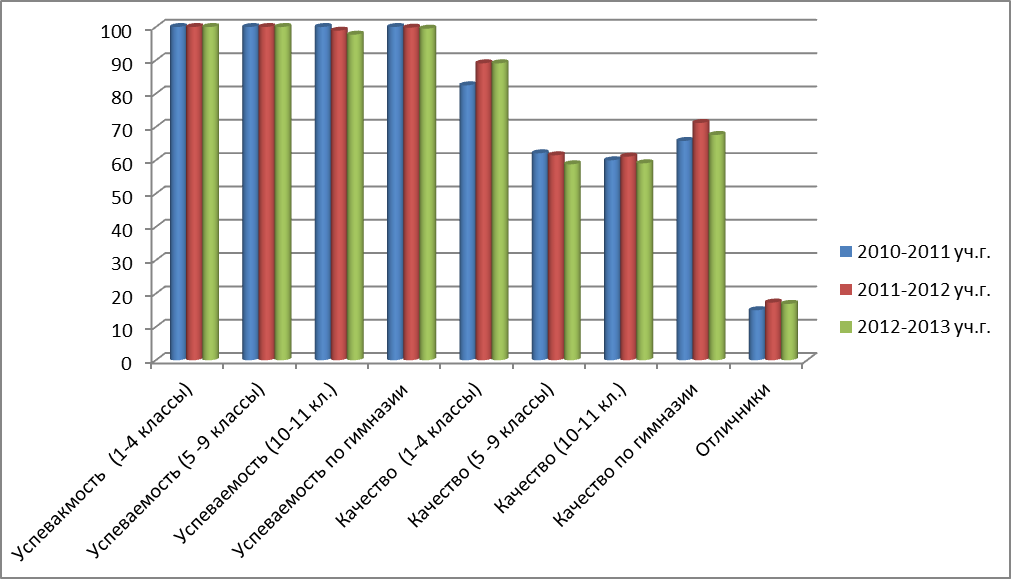 100
90
80
70
60
50
40
30
20
10
0
Успевакмость  (1-4 классы)
Успеваемость (5 -9 классы)
Успеваемость (10-11 кл.)
Успеваемость по гимназии
Качество  (1-4 классы)
Качество (5 -9 классы)
Качество (10-11 кл.)
Качество по гимназии
Отличники
2010-2011 уч.г.
2011-2012 уч.г.
2012-2013 уч.г.